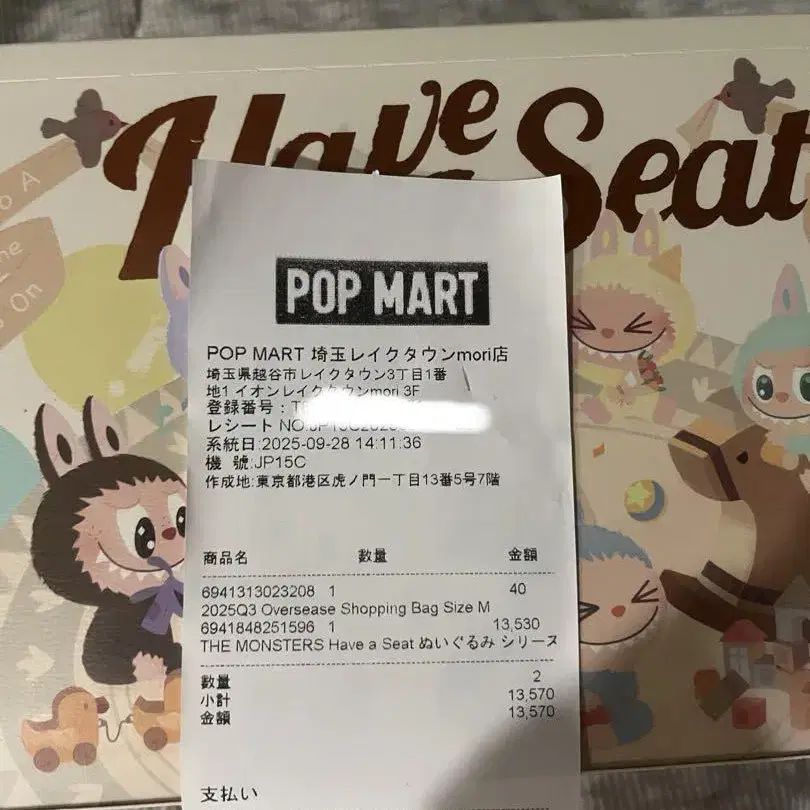 Have
Seat
o A
ne
On
POP MART
POP MART 埼玉レイクタウンmori店
埼玉県越谷市レイクタウン3丁目1番
地1 イオンレイクタウンmori 3F
登録番号：T
レシート NO:JP15C202
系統日:2025-09-28 14:11:36
機 號:JP15C
作成地:東京都港区虎ノ門一丁目13番5号7階
商品名 数量 金額
6941313023208 1 40
2025Q3 Oversease Shopping Bag Size M
6941848251596 1 13,530
THE MONSTERS Have a Seat ぬいぐるみ シリーズ
数量 2
小計 13,570
金額 13,570
支払い